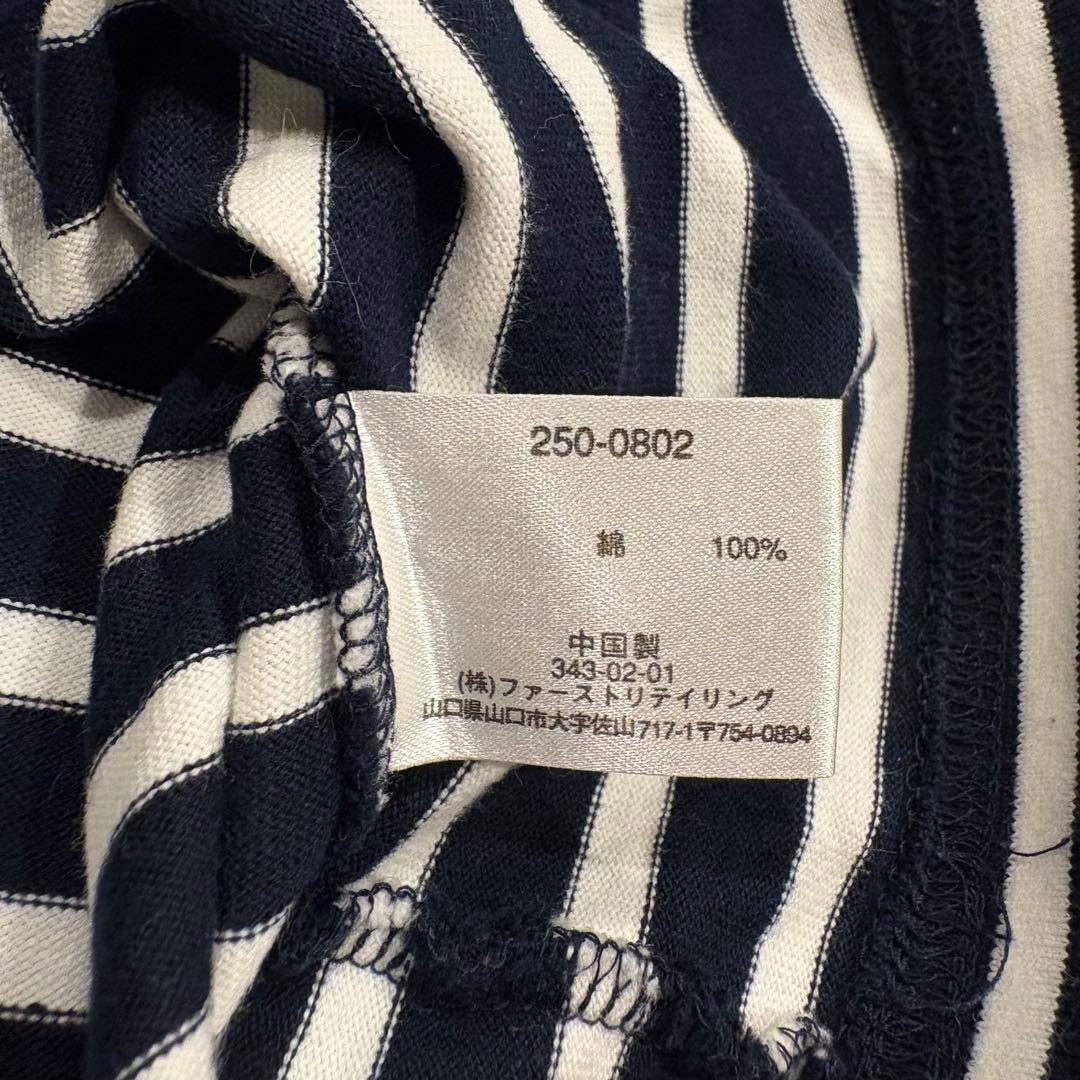 250-0802
綿 100%
中国製
343-02-01
(株)ファーストリテイリング
山口県山口市大字佐山717-1〒754-0894